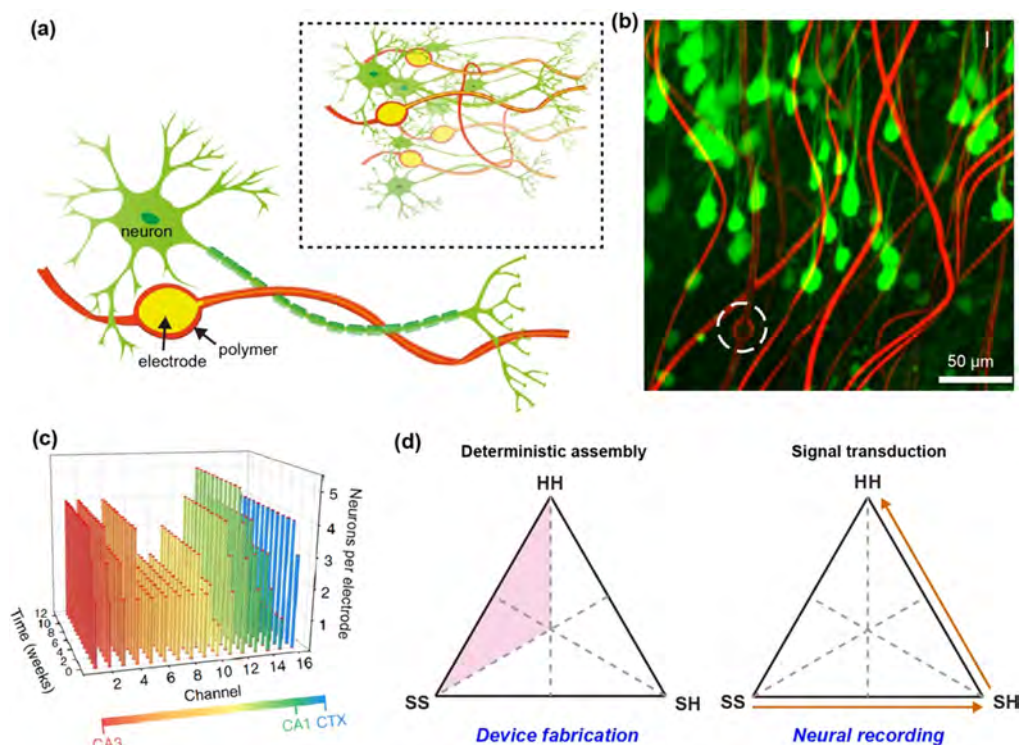 (a)
neuron
electrode
polymer
(b)
50 µm
(c)
Neurons per electrode
5
4
3
2
1
Time (weeks)
12
10
8
6
4
2
0
2
4
6
8
10
12
14
16
Channel
CA3
CA1
CTX
(d)
Deterministic assembly
HH
SS
SH
Device fabrication
Signal transduction
HH
SS
SH
Neural recording